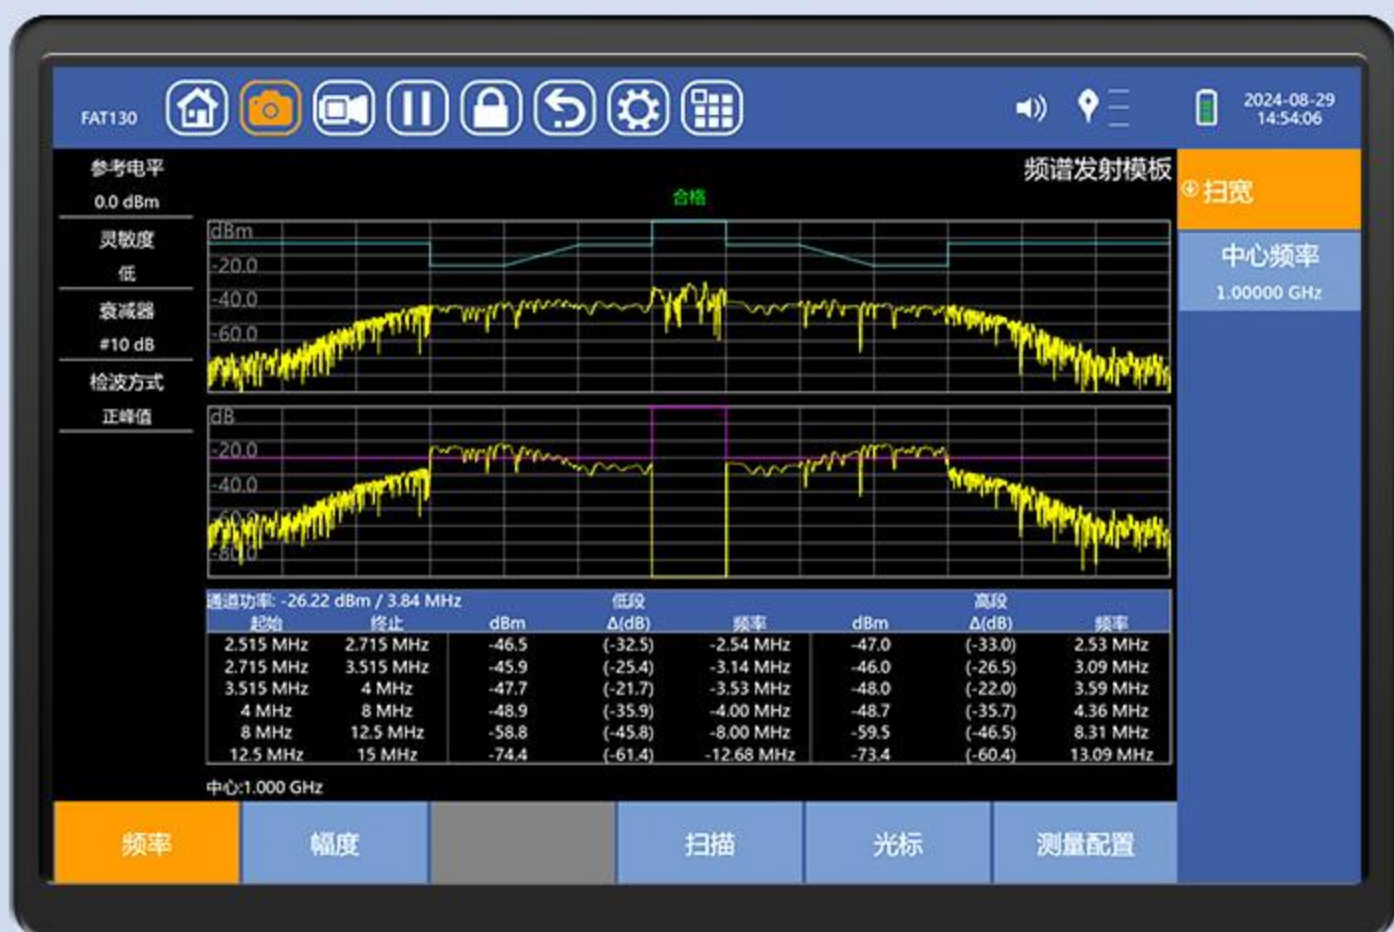 FAT130
2024-08-29
14:54:06
参考电平
0.0 dBm
灵敏度
低
衰减器
#10 dB
检波方式
正峰值
频谱发射模板
合格
dBm
-20.0
-40.0
-60.0
dB
-20.0
-40.0
-60.0
-80.0
通道功率: -26.22 dBm / 3.84 MHz 低段 高段
起始 终止 dBm Δ(dB) 频率 dBm Δ(dB) 频率
2.515 MHz 2.715 MHz -46.5 (-32.5) -2.54 MHz -47.0 (-33.0) 2.53 MHz
2.715 MHz 3.515 MHz -45.9 (-25.4) -3.14 MHz -46.0 (-26.5) 3.09 MHz
3.515 MHz 4 MHz -47.7 (-21.7) -3.53 MHz -48.0 (-22.0) 3.59 MHz
4 MHz 8 MHz -48.9 (-35.9) -4.00 MHz -48.7 (-35.7) 4.36 MHz
8 MHz 12.5 MHz -58.8 (-45.8) -8.00 MHz -59.5 (-46.5) 8.31 MHz
12.5 MHz 15 MHz -74.4 (-61.4) -12.68 MHz -73.4 (-60.4) 13.09 MHz
中心:1.000 GHz
扫宽
中心频率
1.00000 GHz
频率 幅度 扫描 光标 测量配置